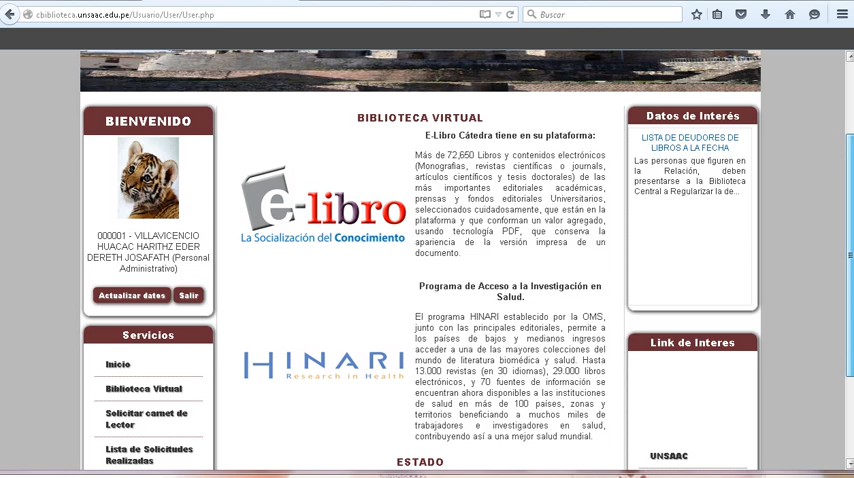 cbiblioteca.unsaac.edu.pe/Usuario/User/User.php
Buscar
BIENVENIDO
000001 - VILLAVICENCIO
HUACAC HARITHZ EDER
DERETH JOSAFATH (Personal
Administrativo)
Actualizar datos
Salir
Servicios
Inicio
Biblioteca Virtual
Solicitar carnet de
Lector
Lista de Solicitudes
Realizadas
BIBLIOTECA VIRTUAL
e-libro
La Socialización del Conocimiento
E-Libro Cátedra tiene en su plataforma:
Más de 72,650 Libros y contenidos electrónicos
(Monografias, revistas científicas o journals,
artículos científicos y tesis doctorales) de las
más importantes editoriales académicas,
prensas y fondos editoriales Universitarios,
seleccionados cuidasamente, que están en la
plataforma y que conforman un valor agregado,
usando tecnología PDF, que conserva la
apariencia de la versión impresa de un
documento.
HINARI
Research in Health
Programa de Acceso a la Investigación en
Salud.
El programa HINARI establecido por la OMS,
junto con las principales editoriales, permite a
los países de bajos y medianos ingresos
acceder a una de las mayores colecciones del
mundo de literatura biomédica y salud. Hasta
13.000 revistas (en 30 idiomas), 29.000 libros
electrónicos, y 70 fuentes de información se
encuentran ahora disponibles a las instituciones
de salud en más de 100 países, zonas y
territorios beneficiando a muchos miles de
trabajadores e investigadores en salud,
contribuyendo así a una mejor salud mundial.
ESTADO
Datos de Interés
LISTA DE DEUDORES DE
LIBROS A LA FECHA
Las personas que figuren en
la Relación, deben
presentarse a la Biblioteca
Central a Regularizar la de...
Link de Interes
UNSAAC